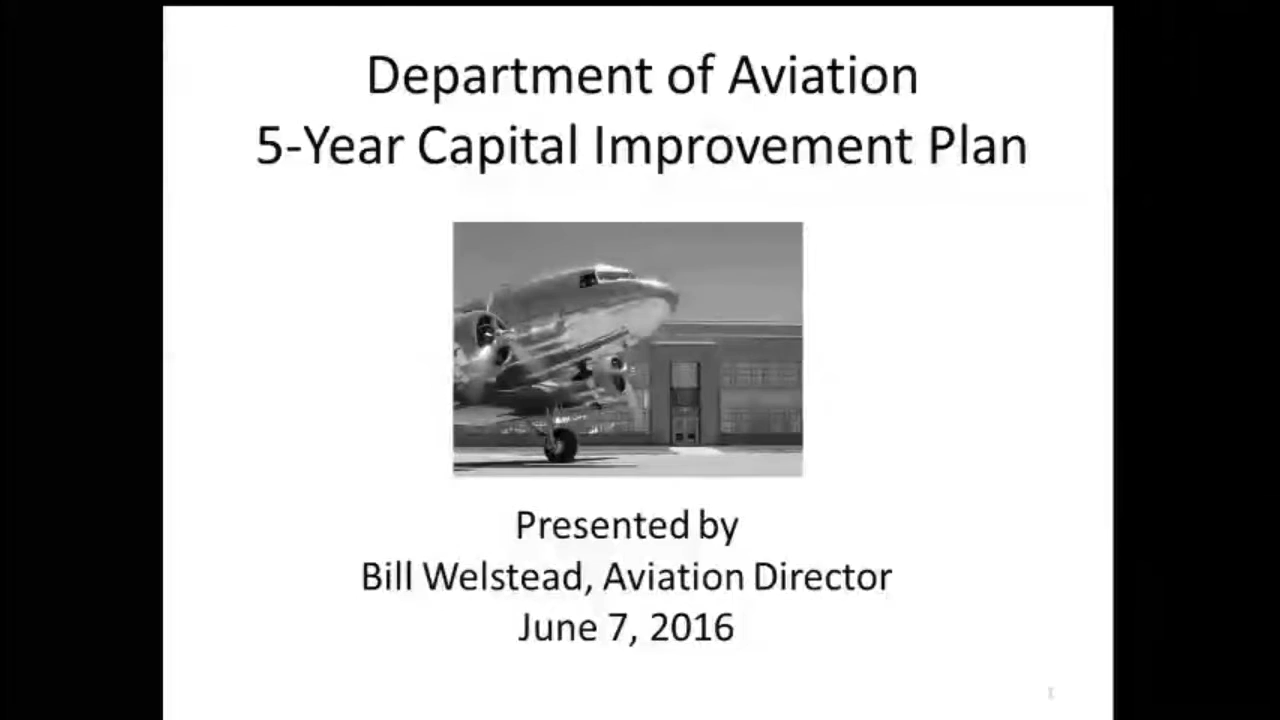 Department of Aviation
5-Year Capital Improvement Plan
Presented by
Bill Welstead, Aviation Director
June 7, 2016